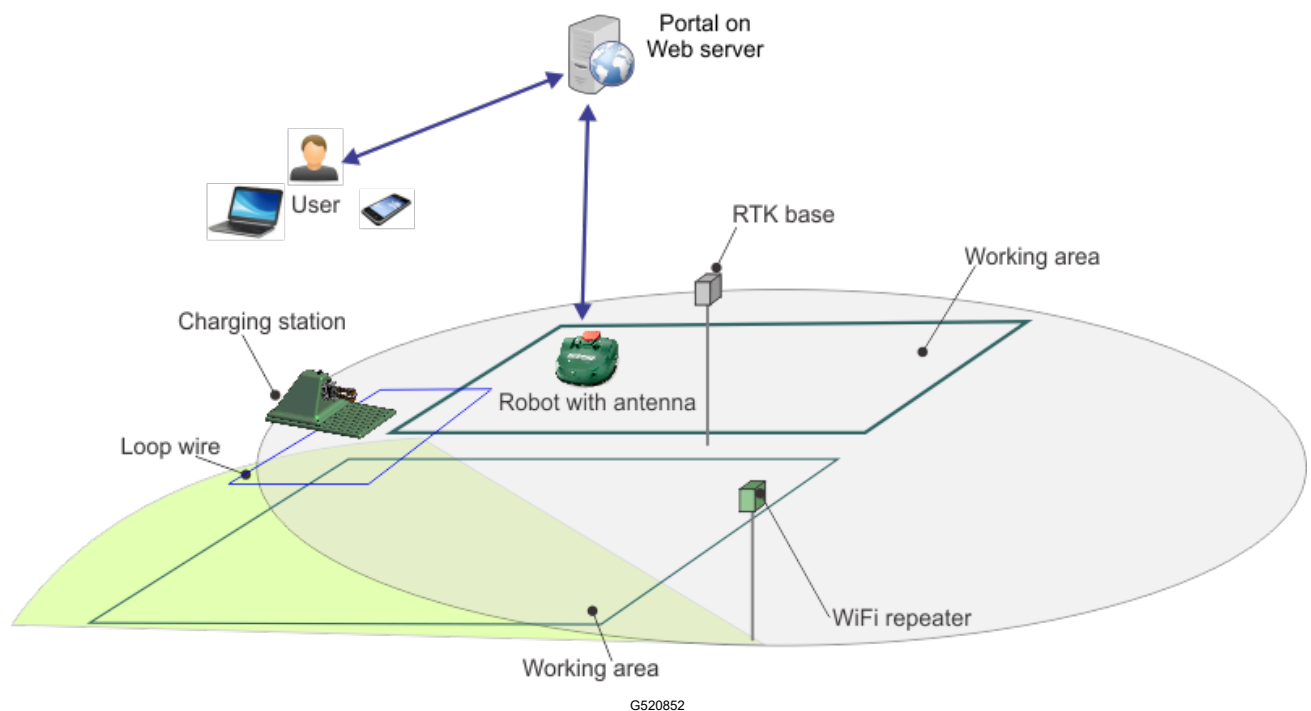 Portal on
Web server
User
RTK base
Working area
Charging station
Robot with antenna
Loop wire
WiFi repeater
Working area
G520852